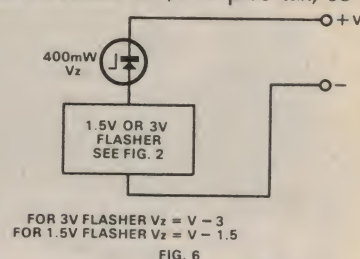 +V
400mW
Vz
−
1.5V OR 3V
FLASHER
SEE FIG. 2
FOR 3V FLASHER Vz = V − 3
FOR 1.5V FLASHER Vz = V − 1.5
FIG. 6